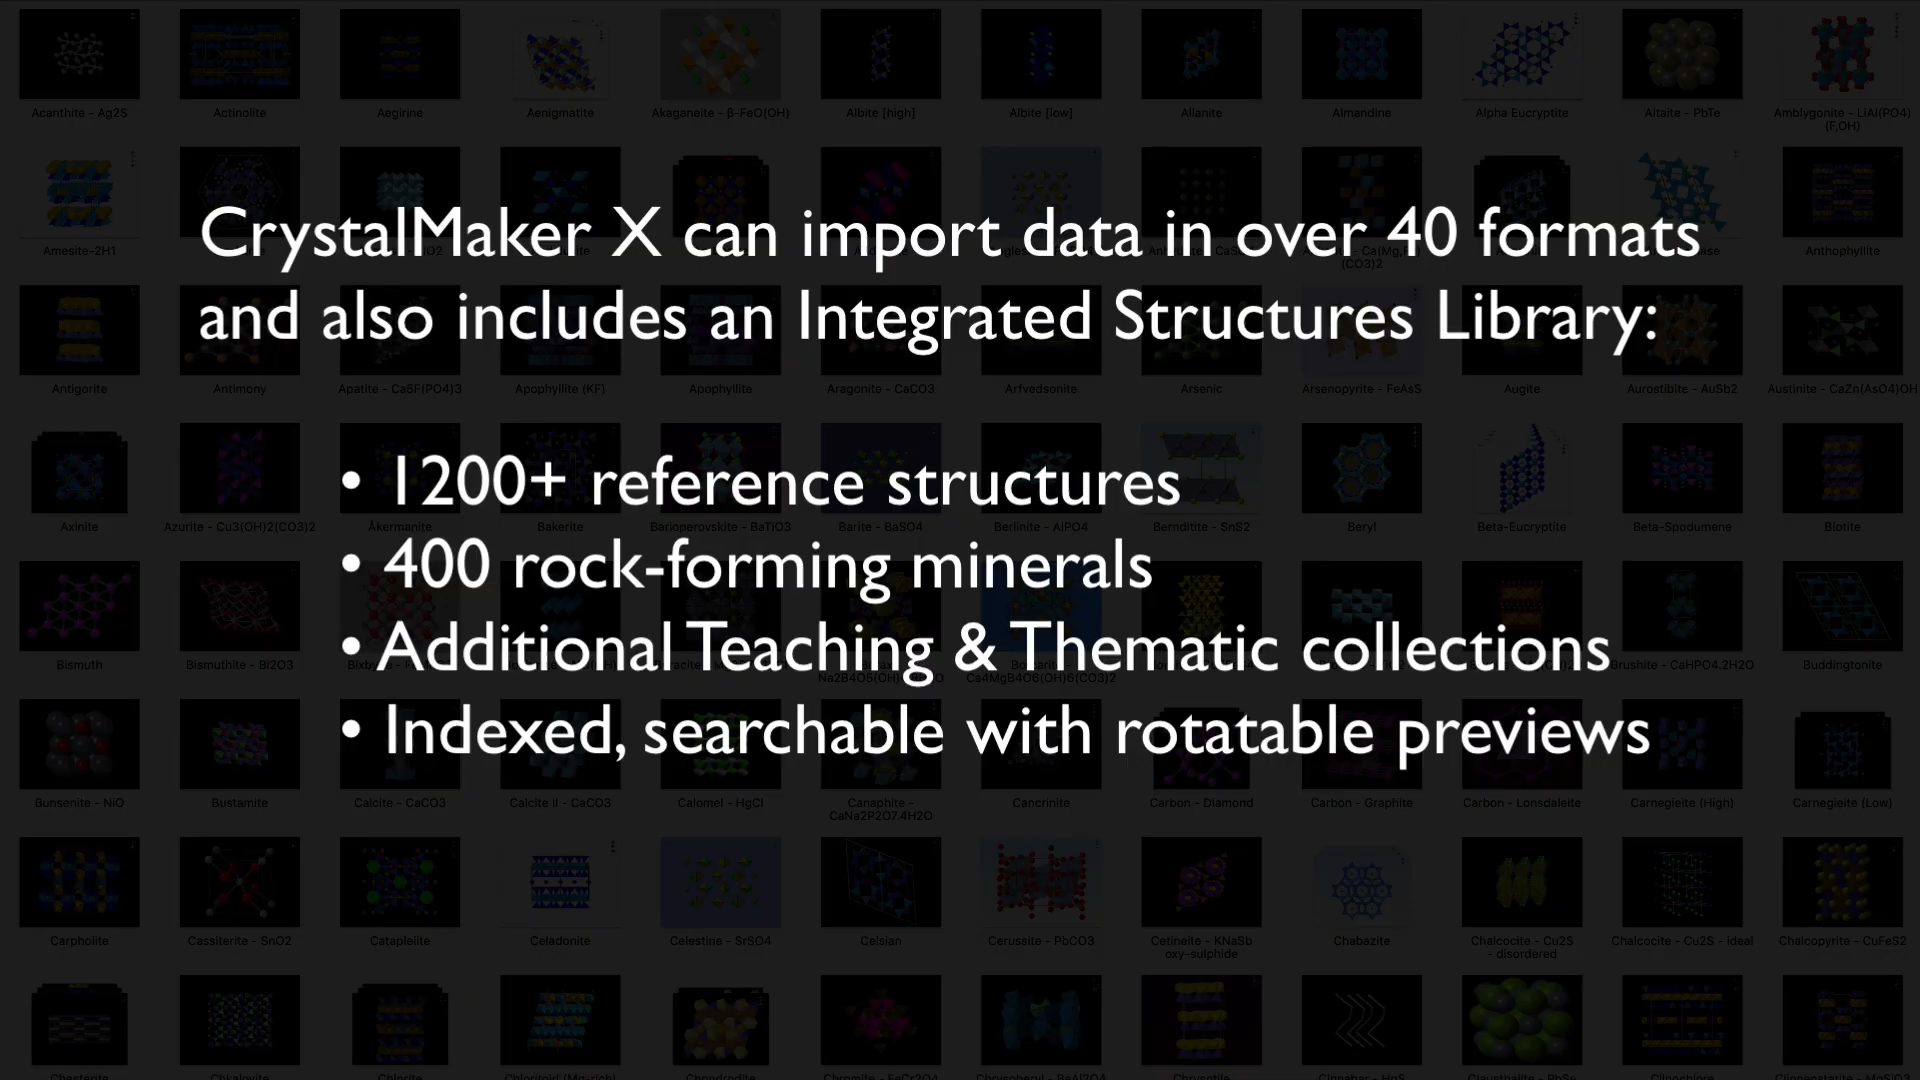 Acanthite - Ag2S Actinolite Aegirine Aenigmatite Akaganeite - β-FeO(OH) Albite [high] Albite [low] Allanite Almandine Alpha Eucryptite Altaite - PbTe Amblygonite - LiAl(PO4)
(F,OH)
CrystalMaker X can import data in over 40 formats
Amesite-2H1 Anthophyllite
(CO3)2
and also includes an Integrated Structures Library:
Antigorite Antimony Apatite - Ca5F(PO4)3 Apophyllite (KF) Apophyllite Aragonite - CaCO3 Arfvedsonite Arsenic Arsenopyrite - FeAsS Augite Aurostibite - AuSb2 Austinite - CaZn(AsO4)OH
• 1200+ reference structures
Axinite Azurite - Cu3(OH)2(CO3)2 Åkermanite Bakerite Barioperovskite - BaTiO3 Barite - BaSO4 Berlinite - AlPO4 Bernditite - SnS2 Beryl Beta-Eucryptite Beta-Spodumene Biotite
• 400 rock-forming minerals
• Additional Teaching & Thematic collections
Bismuth Bismuthite - Bi2O3 Brushite - CaHPO4.2H2O Buddingtonite
Ca4MgB4O6(OH)6(CO3)2
• Indexed, searchable with rotatable previews
Bunsenite - NiO Bustamite Calcite - CaCO3 Calcite II - CaCO3 Calomel - HgCl Canaphite - Cancrinite Carbon - Diamond Carbon - Graphite Carbon - Lonsdaleite Carnegieite (High) Carnegieite (Low)
CaNa2P2O7.4H2O
Carpholite Cassiterite - SnO2 Catapleiite Celadonite Celestine - SrSO4 Celsian Cerussite - PbCO3 Cetineite - KNaSb Chabazite Chalcocite - Cu2S Chalcocite - Cu2S - ideal Chalcopyrite - CuFeS2
oxy-sulphide - disordered